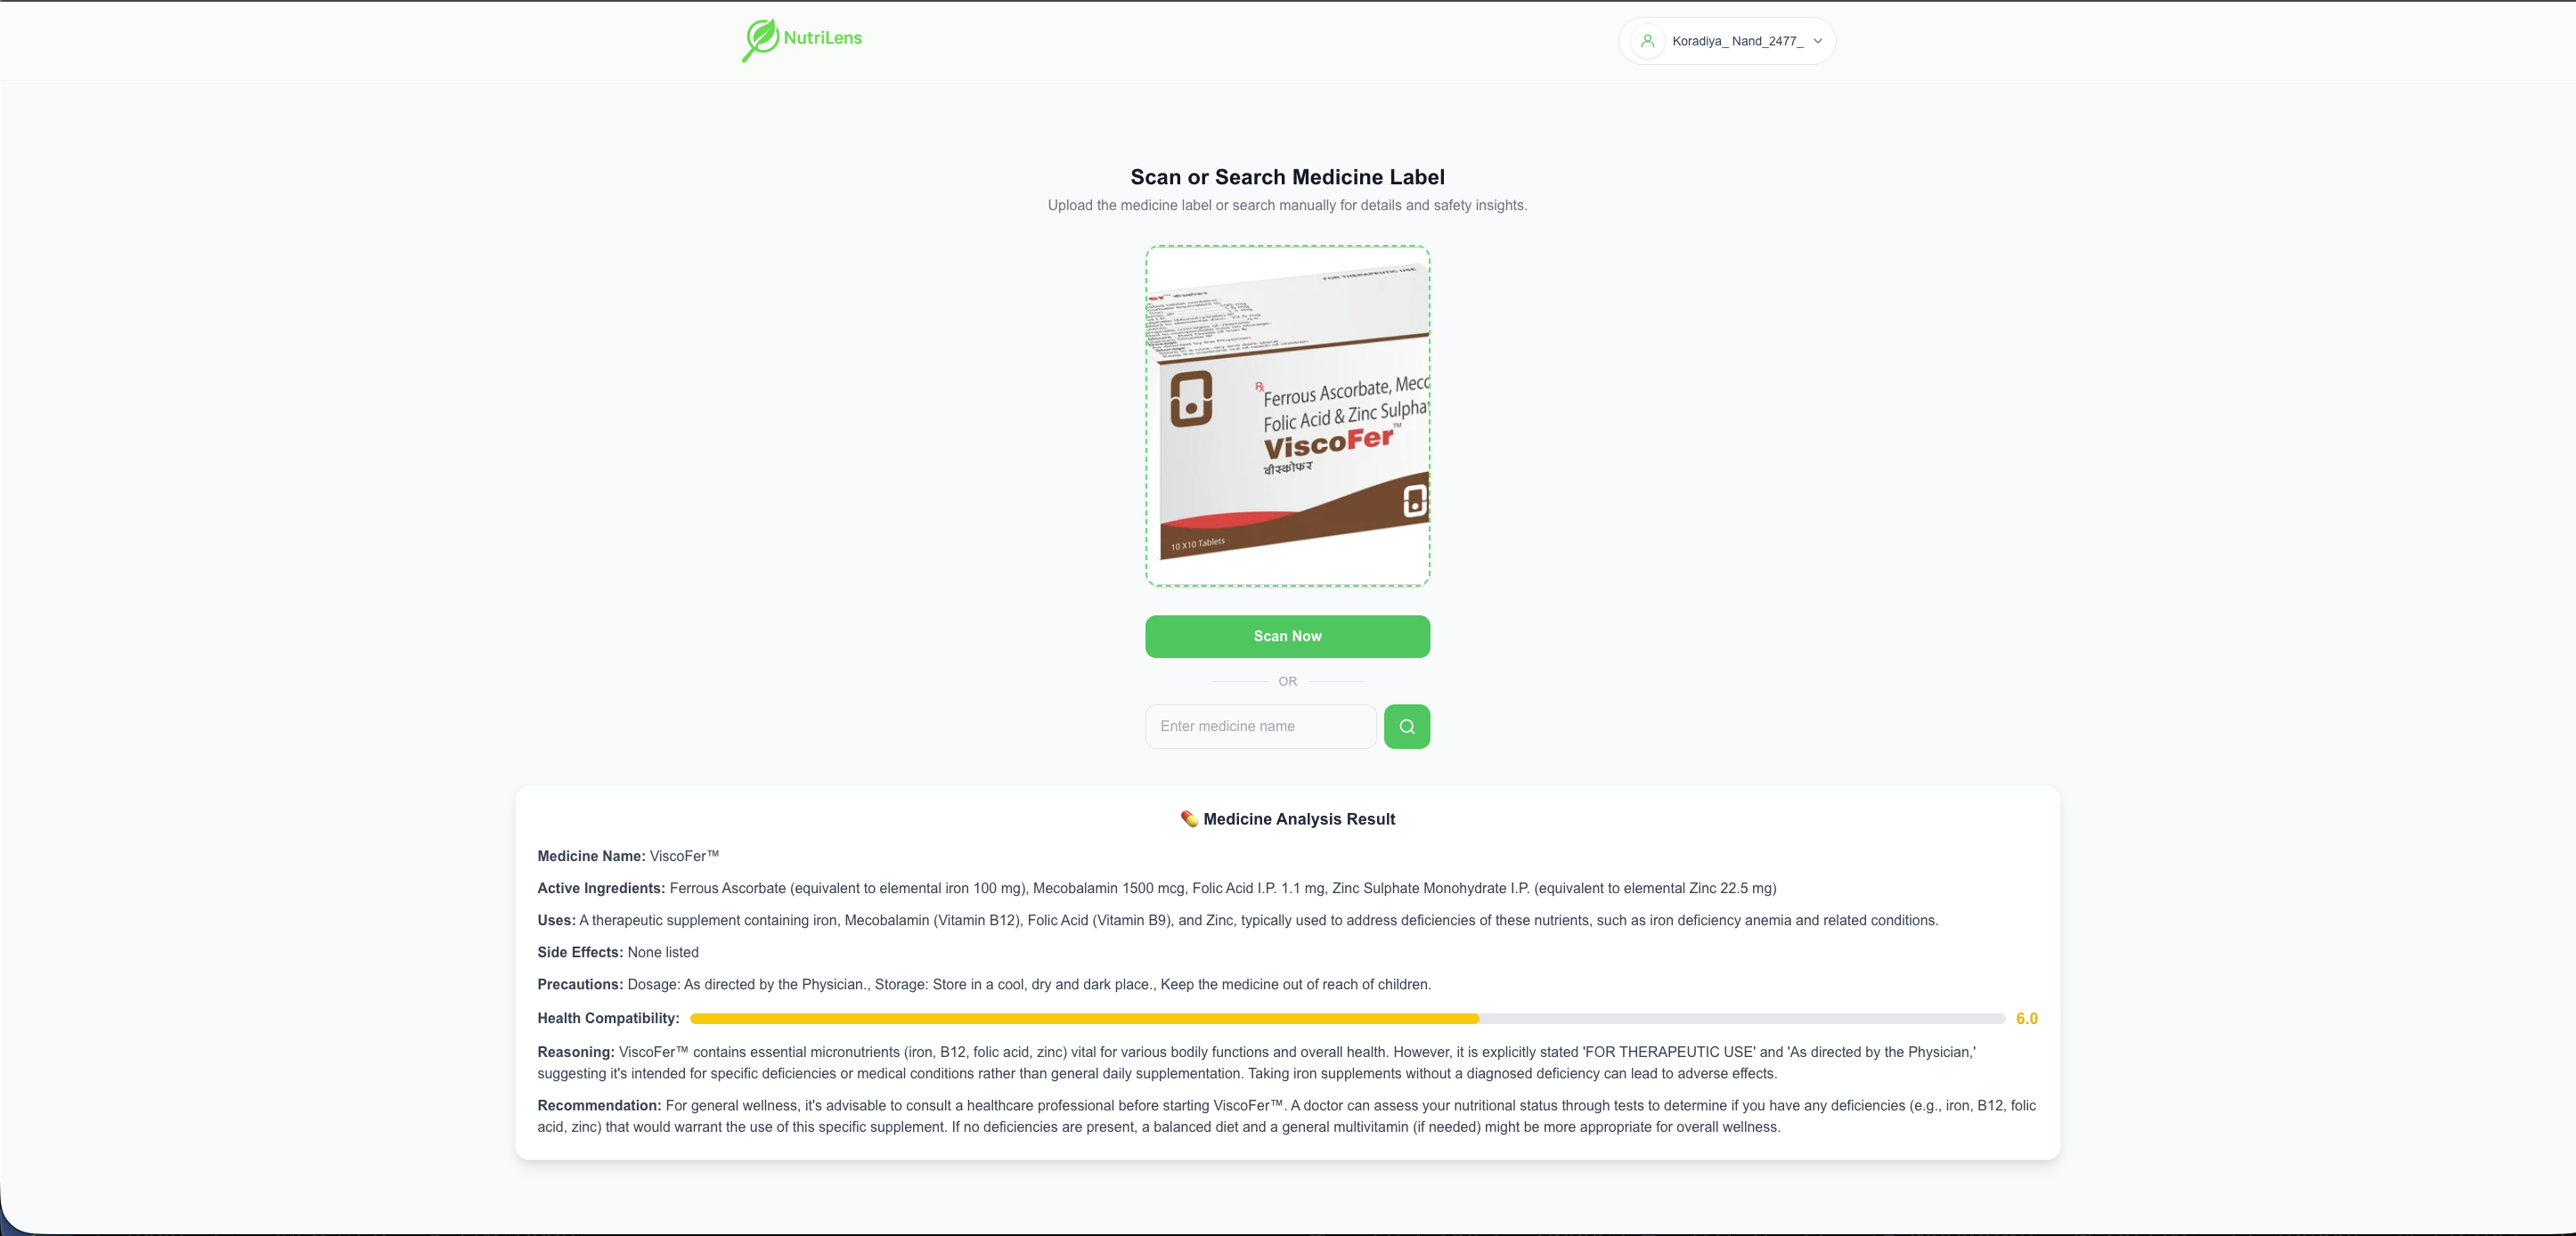 NutriLens
Koradiya_ Nand_2477_
Scan or Search Medicine Label
Upload the medicine label or search manually for details and safety insights.
FOR THERAPEUTIC USE
Ferrous Ascorbate, Meco
Folic Acid & Zinc Sulpha
ViscoFer™
वीस्कोफर
10 X10 Tablets
Scan Now
OR
Enter medicine name
💊 Medicine Analysis Result
Medicine Name: ViscoFer™
Active Ingredients: Ferrous Ascorbate (equivalent to elemental iron 100 mg), Mecobalamin 1500 mcg, Folic Acid I.P. 1.1 mg, Zinc Sulphate Monohydrate I.P. (equivalent to elemental Zinc 22.5 mg)
Uses: A therapeutic supplement containing iron, Mecobalamin (Vitamin B12), Folic Acid (Vitamin B9), and Zinc, typically used to address deficiencies of these nutrients, such as iron deficiency anemia and related conditions.
Side Effects: None listed
Precautions: Dosage: As directed by the Physician., Storage: Store in a cool, dry and dark place., Keep the medicine out of reach of children.
Health Compatibility: 6.0
Reasoning: ViscoFer™ contains essential micronutrients (iron, B12, folic acid, zinc) vital for various bodily functions and overall health. However, it is explicitly stated 'FOR THERAPEUTIC USE' and 'As directed by the Physician,'
suggesting it's intended for specific deficiencies or medical conditions rather than general daily supplementation. Taking iron supplements without a diagnosed deficiency can lead to adverse effects.
Recommendation: For general wellness, it's advisable to consult a healthcare professional before starting ViscoFer™. A doctor can assess your nutritional status through tests to determine if you have any deficiencies (e.g., iron, B12, folic
acid, zinc) that would warrant the use of this specific supplement. If no deficiencies are present, a balanced diet and a general multivitamin (if needed) might be more appropriate for overall wellness.